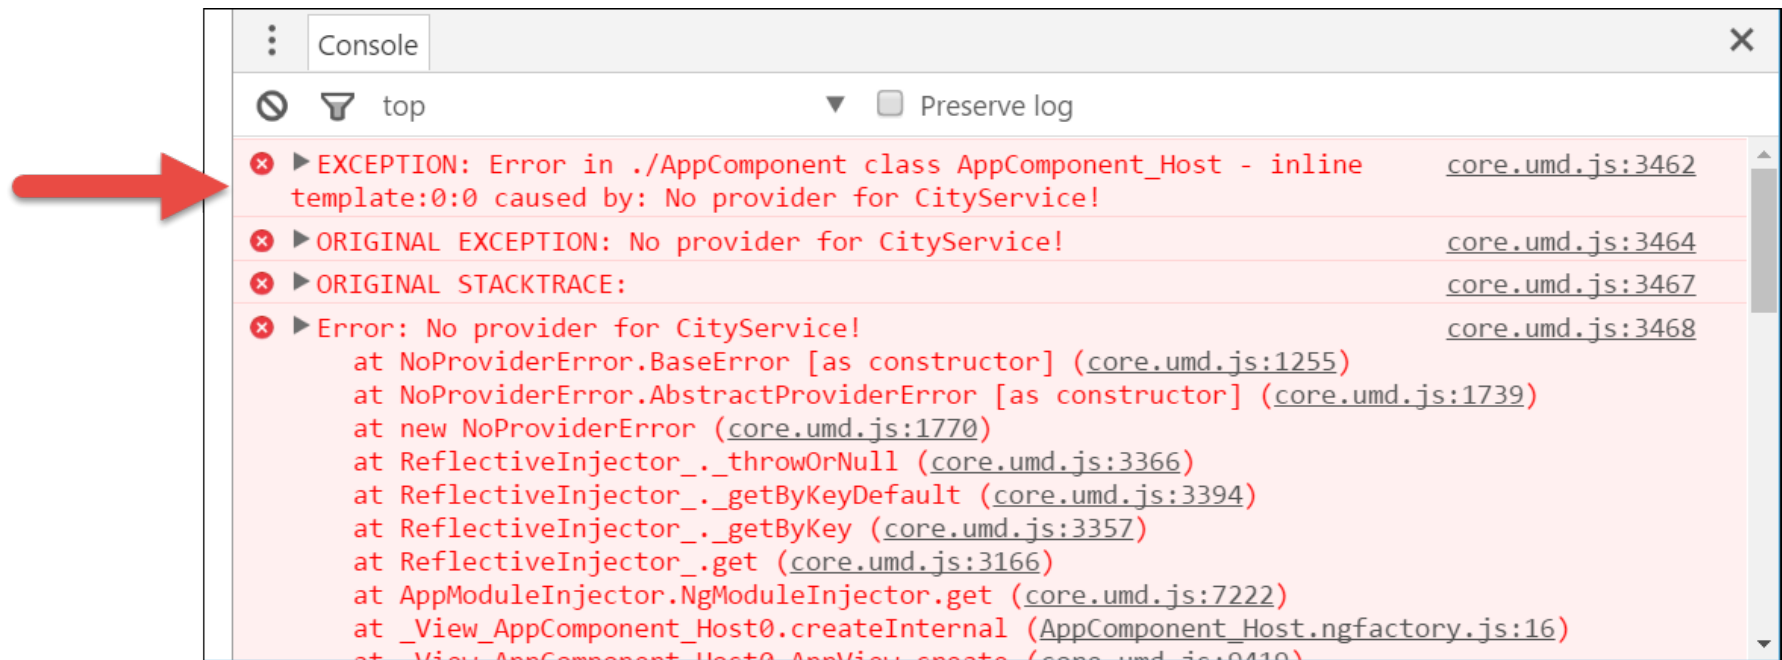 Console
top
Preserve log
EXCEPTION: Error in ./AppComponent class AppComponent_Host - inline core.umd.js:3462
template:0:0 caused by: No provider for CityService!
ORIGINAL EXCEPTION: No provider for CityService! core.umd.js:3464
ORIGINAL STACKTRACE: core.umd.js:3467
Error: No provider for CityService! core.umd.js:3468
at NoProviderError.BaseError [as constructor] (core.umd.js:1255)
at NoProviderError.AbstractProviderError [as constructor] (core.umd.js:1739)
at new NoProviderError (core.umd.js:1770)
at ReflectiveInjector_._throwOrNull (core.umd.js:3366)
at ReflectiveInjector_._getByKeyDefault (core.umd.js:3394)
at ReflectiveInjector_._getByKey (core.umd.js:3357)
at ReflectiveInjector_.get (core.umd.js:3166)
at AppModuleInjector.NgModuleInjector.get (core.umd.js:7222)
at _View_AppComponent_Host0.createInternal (AppComponent_Host.ngfactory.js:16)